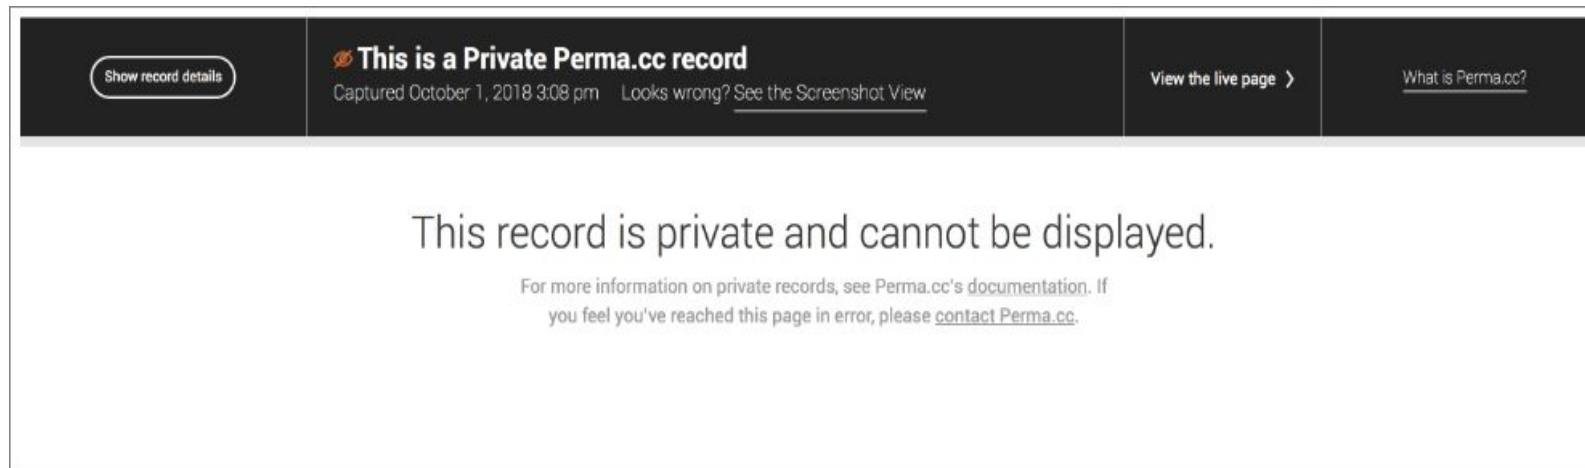 Show record details
This is a Private Perma.cc record
Captured October 1, 2018 3:08 pm Looks wrong? See the Screenshot View
View the live page ❯
What is Perma.cc?
This record is private and cannot be displayed.
For more information on private records, see Perma.cc's documentation. If
you feel you've reached this page in error, please contact Perma.cc.